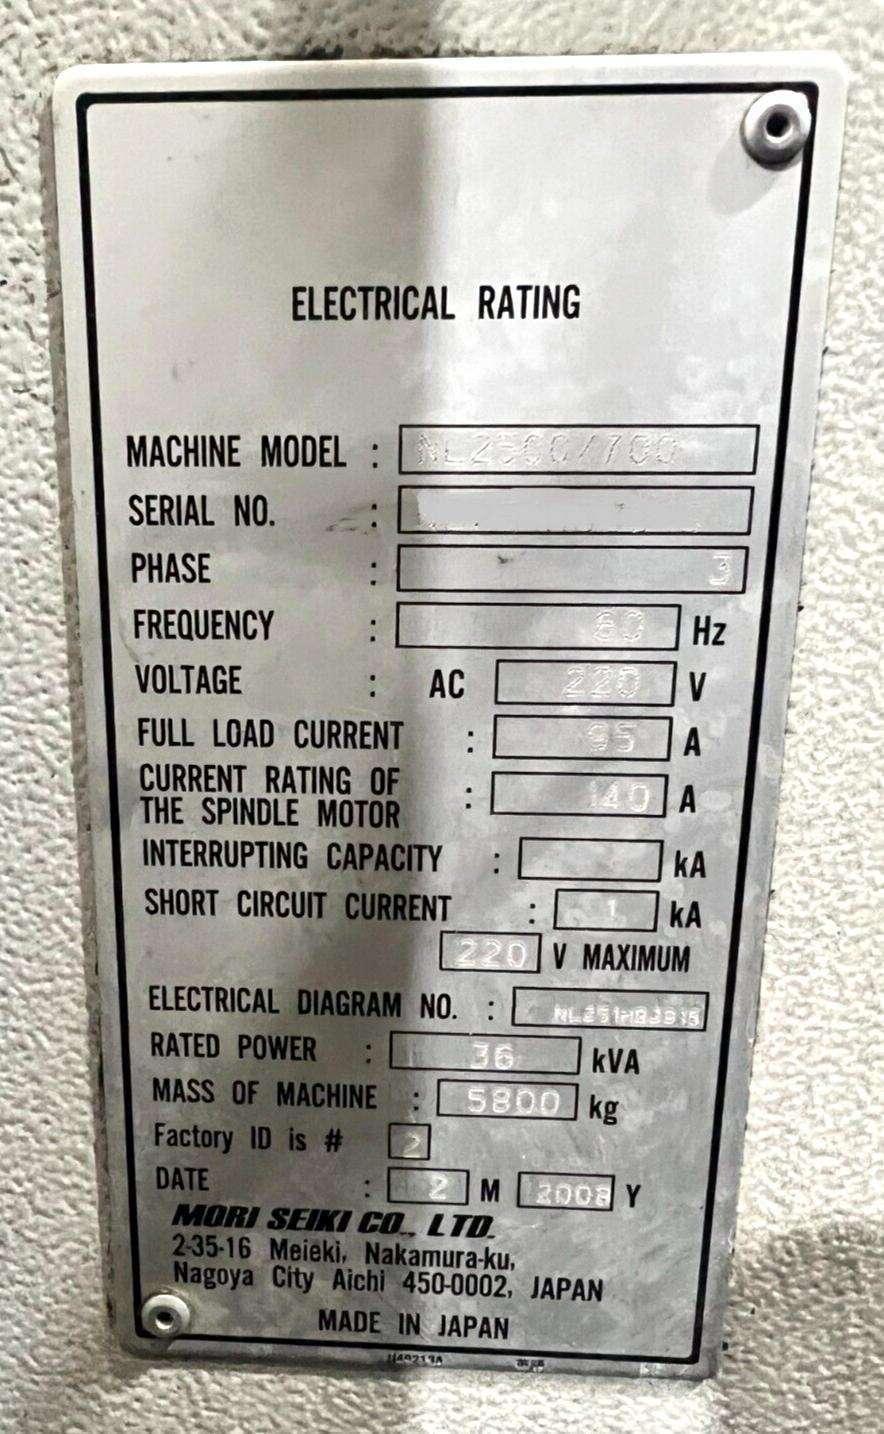 ELECTRICAL RATING
MACHINE MODEL : NL2500/700
SERIAL NO. :
PHASE : 3
FREQUENCY : 60 Hz
VOLTAGE : AC 220 V
FULL LOAD CURRENT : 95 A
CURRENT RATING OF
THE SPINDLE MOTOR : 140 A
INTERRUPTING CAPACITY : kA
SHORT CIRCUIT CURRENT : 1 kA
220 V MAXIMUM
ELECTRICAL DIAGRAM NO. :
RATED POWER : 36 kVA
MASS OF MACHINE : 5800 kg
Factory ID is # 2
DATE : 2 M 2008 Y
MORI SEIKI CO., LTD.
2-35-16 Meieki, Nakamura-ku,
Nagoya City Aichi 450-0002, JAPAN
MADE IN JAPAN